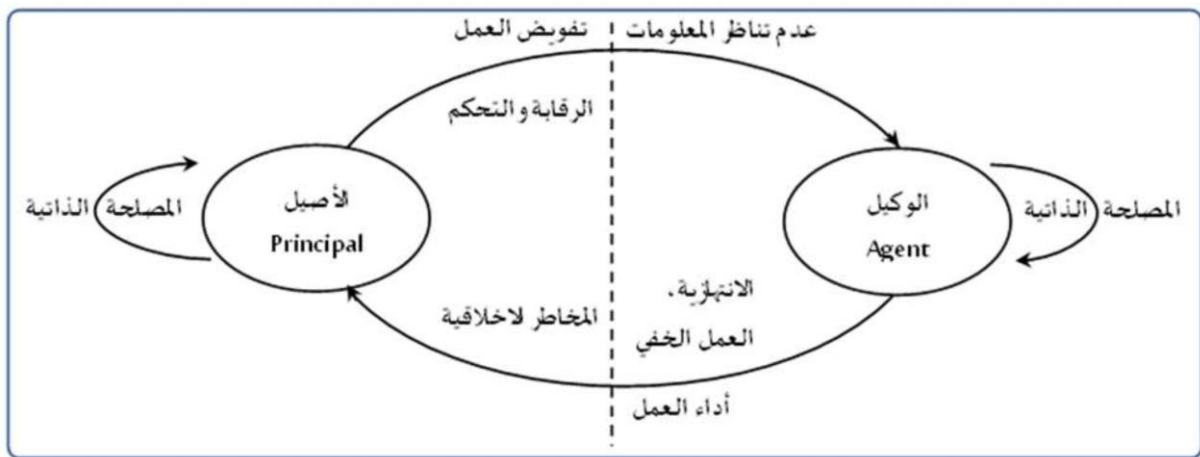 تفويض العمل
عدم تناظر المعلومات
الرقابة والتحكم
الأصيل
Principal
المصلحة الذاتية
الوكيل
Agent
المصلحة الذاتية
الانتهازية،
العمل الخفي
المخاطر لاخلاقية
أداء العمل